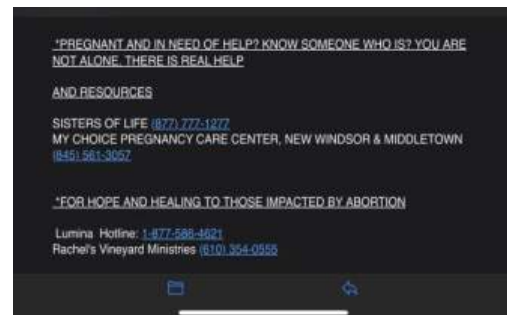 *PREGNANT AND IN NEED OF HELP? KNOW SOMEONE WHO IS? YOU ARE
NOT ALONE. THERE IS REAL HELP
AND RESOURCES
SISTERS OF LIFE (877) 777-1277
MY CHOICE PREGNANCY CARE CENTER, NEW WINDSOR & MIDDLETOWN
(845) 561-3057
*FOR HOPE AND HEALING TO THOSE IMPACTED BY ABORTION
Lumina Hotline: 1-877-586-4621
Rachel's Vineyard Ministries (610) 354-0555